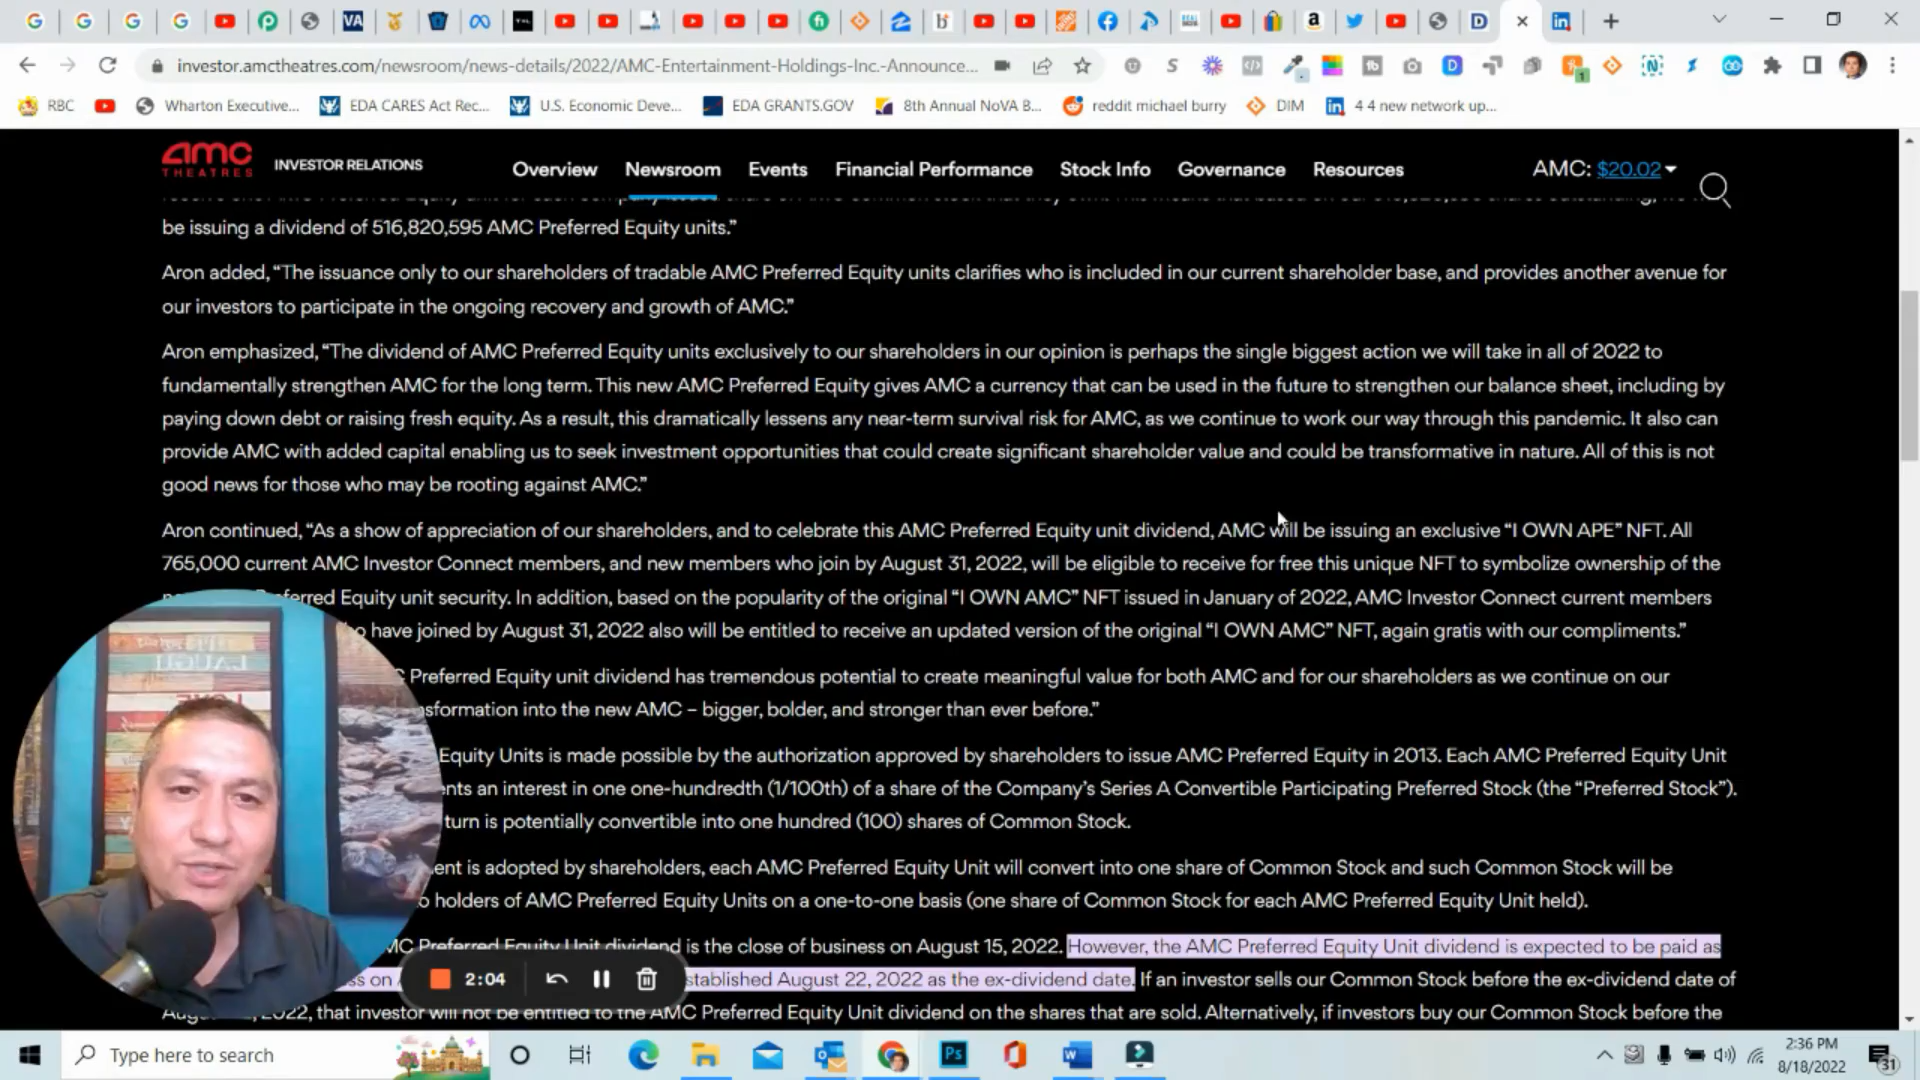 investor.amctheatres.com/newsroom/news-details/2022/AMC-Entertainment-Holdings-Inc.-Announce...
RBC Wharton Executive... EDA CARES Act Rec... U.S. Economic Deve... EDA GRANTS.GOV 8th Annual NoVA B... reddit michael burry DIM 4 4 new network up...
amc THEATRES INVESTOR RELATIONS Overview Newsroom Events Financial Performance Stock Info Governance Resources AMC: $20.02
be issuing a dividend of 516,820,595 AMC Preferred Equity units.”
Aron added, “The issuance only to our shareholders of tradable AMC Preferred Equity units clarifies who is included in our current shareholder base, and provides another avenue for
our investors to participate in the ongoing recovery and growth of AMC.”
Aron emphasized, “The dividend of AMC Preferred Equity units exclusively to our shareholders in our opinion is perhaps the single biggest action we will take in all of 2022 to
fundamentally strengthen AMC for the long term. This new AMC Preferred Equity gives AMC a currency that can be used in the future to strengthen our balance sheet, including by
paying down debt or raising fresh equity. As a result, this dramatically lessens any near-term survival risk for AMC, as we continue to work our way through this pandemic. It also can
provide AMC with added capital enabling us to seek investment opportunities that could create significant shareholder value and could be transformative in nature. All of this is not
good news for those who may be rooting against AMC.”
Aron continued, “As a show of appreciation of our shareholders, and to celebrate this AMC Preferred Equity unit dividend, AMC will be issuing an exclusive “I OWN APE” NFT. All
765,000 current AMC Investor Connect members, and new members who join by August 31, 2022, will be eligible to receive for free this unique NFT to symbolize ownership of the
Equity unit security. In addition, based on the popularity of the original “I OWN AMC” NFT issued in January of 2022, AMC Investor Connect current members
have joined by August 31, 2022 also will be entitled to receive an updated version of the original “I OWN AMC” NFT, again gratis with our compliments.”
Preferred Equity unit dividend has tremendous potential to create meaningful value for both AMC and for our shareholders as we continue on our
sformation into the new AMC – bigger, bolder, and stronger than ever before.”
Equity Units is made possible by the authorization approved by shareholders to issue AMC Preferred Equity in 2013. Each AMC Preferred Equity Unit
nts an interest in one one-hundredth (1/100th) of a share of the Company’s Series A Convertible Participating Preferred Stock (the “Preferred Stock”).
turn is potentially convertible into one hundred (100) shares of Common Stock.
ent is adopted by shareholders, each AMC Preferred Equity Unit will convert into one share of Common Stock and such Common Stock will be
o holders of AMC Preferred Equity Units on a one-to-one basis (one share of Common Stock for each AMC Preferred Equity Unit held).
MC Preferred Equity Unit dividend is the close of business on August 15, 2022. However, the AMC Preferred Equity Unit dividend is expected to be paid as
ss on stablished August 22, 2022 as the ex-dividend date. If an investor sells our Common Stock before the ex-dividend date of
2022, that investor will not be entitled to the AMC Preferred Equity Unit dividend on the shares that are sold. Alternatively, if investors buy our Common Stock before the
2:04
Type here to search
2:36 PM
8/18/2022
31